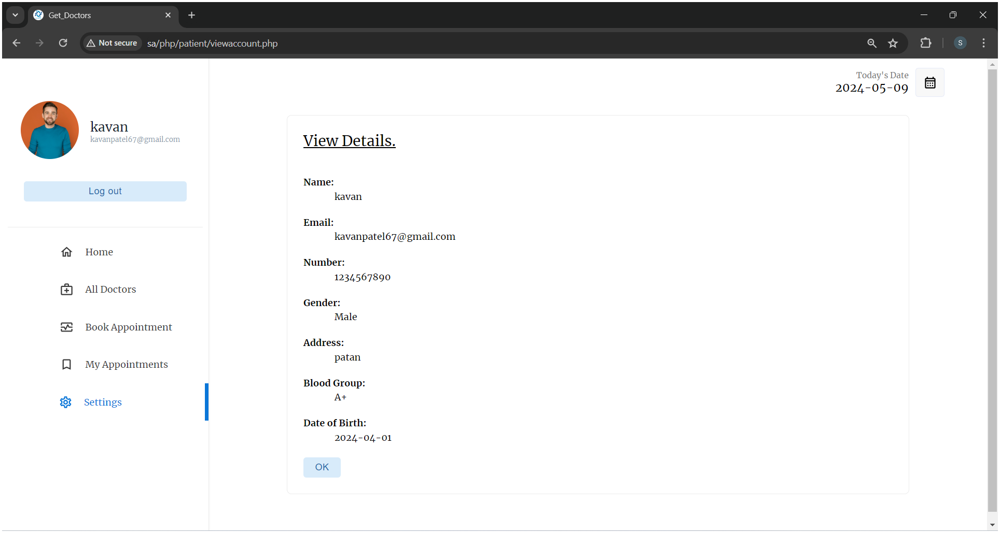 Get_Doctors
Not secure
sa/php/patient/viewaccount.php
S
Today's Date
2024-05-09
kavan
kavanpatel67@gmail.com
Log out
Home
All Doctors
Book Appointment
My Appointments
Settings
View Details.
Name:
kavan
Email:
kavanpatel67@gmail.com
Number:
1234567890
Gender:
Male
Address:
patan
Blood Group:
A+
Date of Birth:
2024-04-01
OK